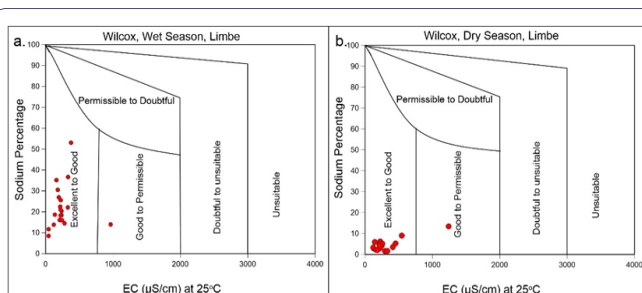 a.
Wilcox, Wet Season, Limbe
Sodium Percentage
100
90
80
70
60
50
40
30
20
10
0
Permissible to Doubtful
Excellent to Good
Good to Permissible
Doubtful to unsuitable
Unsuitable
0
1000
2000
3000
4000
EC (µS/cm) at 25°C
b.
Wilcox, Dry Season, Limbe
Sodium Percentage
100
90
80
70
60
50
40
30
20
10
0
Permissible to Doubtful
Excellent to Good
Good to Permissible
Doubtful to unsuitable
Unsuitable
0
1000
2000
3000
4000
EC (µS/cm) at 25°C